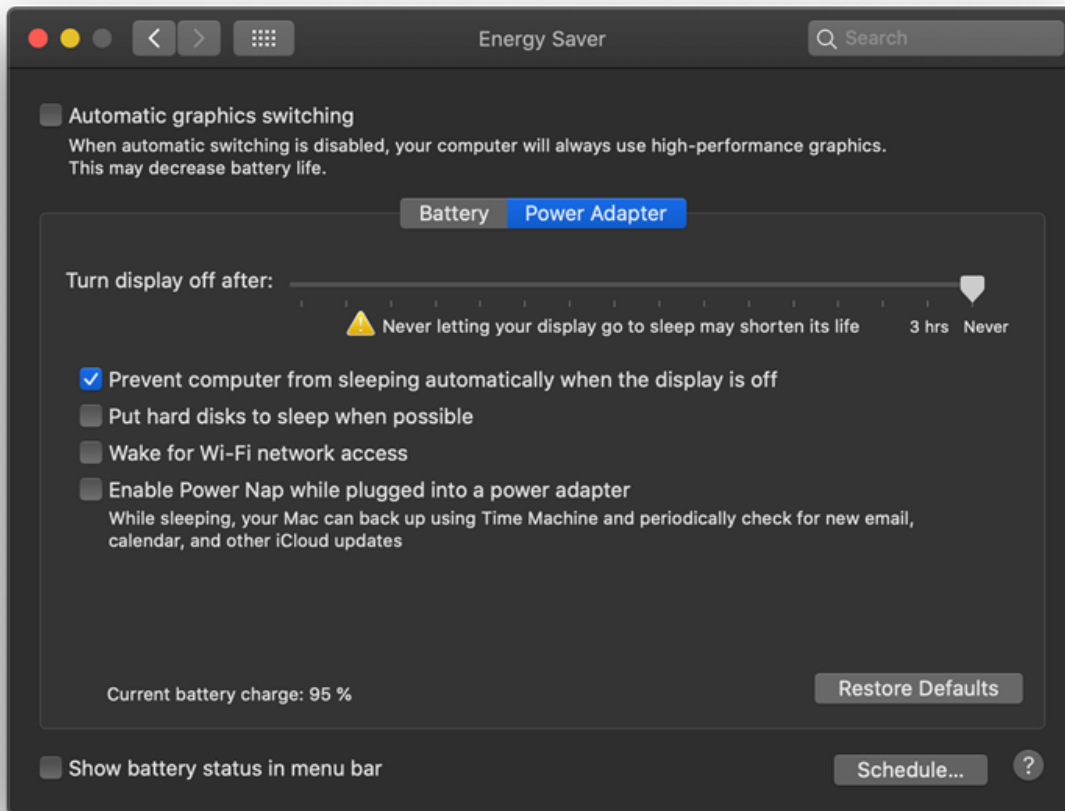 Energy Saver
Search
Automatic graphics switching
When automatic switching is disabled, your computer will always use high-performance graphics.
This may decrease battery life.
Battery
Power Adapter
Turn display off after:
Never letting your display go to sleep may shorten its life
3 hrs
Never
Prevent computer from sleeping automatically when the display is off
Put hard disks to sleep when possible
Wake for Wi-Fi network access
Enable Power Nap while plugged into a power adapter
While sleeping, your Mac can back up using Time Machine and periodically check for new email,
calendar, and other iCloud updates
Current battery charge: 95 %
Restore Defaults
Show battery status in menu bar
Schedule...
?